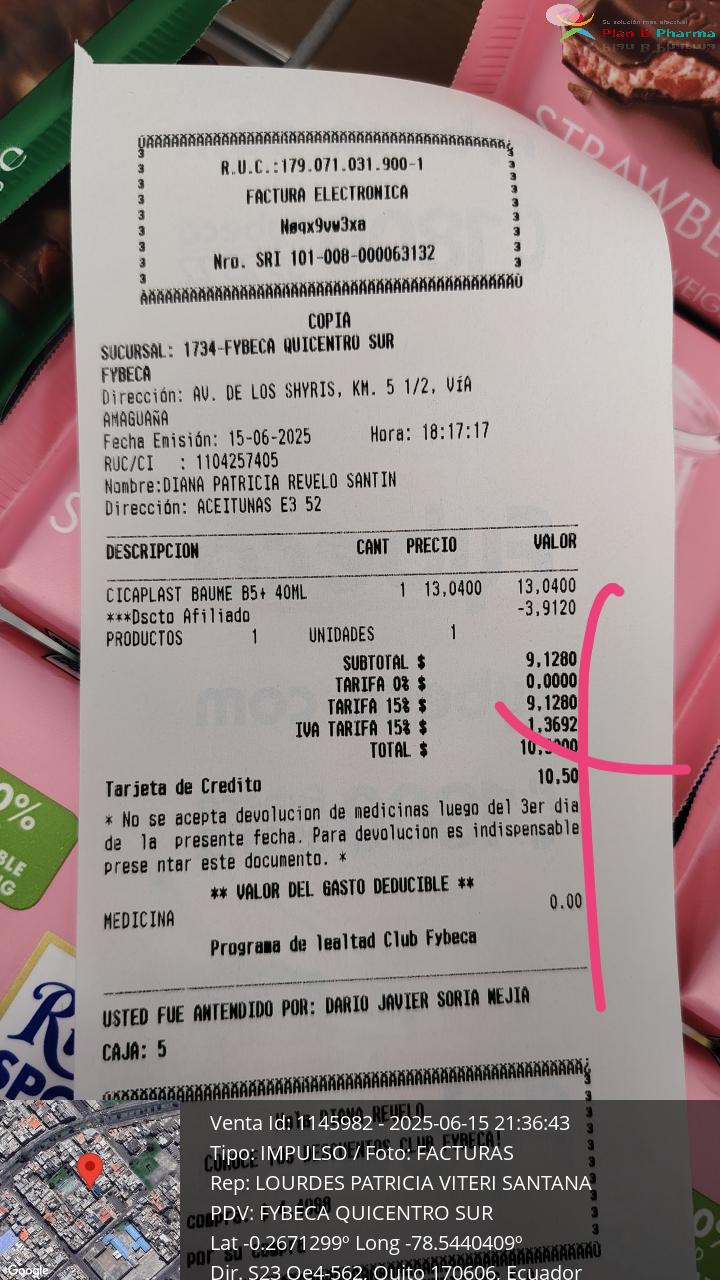 Su solución más efectiva!
Plan B Pharma
STRAWBE
R.U.C.:179.071.031.900-1
FACTURA ELECTRONICA
Nøqx9vw3xa
Nro. SRI 101-008-000063132
COPIA
SUCURSAL: 1734-FYBECA QUICENTRO SUR
FYBECA
Dirección: AV. DE LOS SHYRIS, KM. 5 1/2, VíA
AMAGUAñA
Fecha Emisión: 15-06-2025 Hora: 18:17:17
RUC/CI : 1104257405
Nombre:DIANA PATRICIA REVELO SANTIN
Dirección: ACEITUNAS E3 52
DESCRIPCION CANT PRECIO VALOR
CICAPLAST BAUME B5+ 40ML 1 13,0400 13,0400
***Dscto Afiliado -3,9120
PRODUCTOS 1 UNIDADES 1
SUBTOTAL $ 9,1280
TARIFA 0% $ 0,0000
TARIFA 15% $ 9,1280
IVA TARIFA 15% $ 1,3692
TOTAL $
Tarjeta de Credito 10,50
* No se acepta devolucion de medicinas luego del 3er dia
de la presente fecha. Para devolucion es indispensable
prese ntar este documento. *
** VALOR DEL GASTO DEDUCIBLE **
MEDICINA 0.00
Programa de lealtad Club Fybeca
USTED FUE ANTENDIDO POR: DARIO JAVIER SORIA MEJIA
CAJA: 5
Venta Id: 1145982 - 2025-06-15 21:36:43
Tipo: IMPULSO / Foto: FACTURAS
Rep: LOURDES PATRICIA VITERI SANTANA
PDV: FYBECA QUICENTRO SUR
Lat -0.2671299º Long -78.5440409º
Dir. S23 Oe4-562, Quito 170606, Ecuador
Google